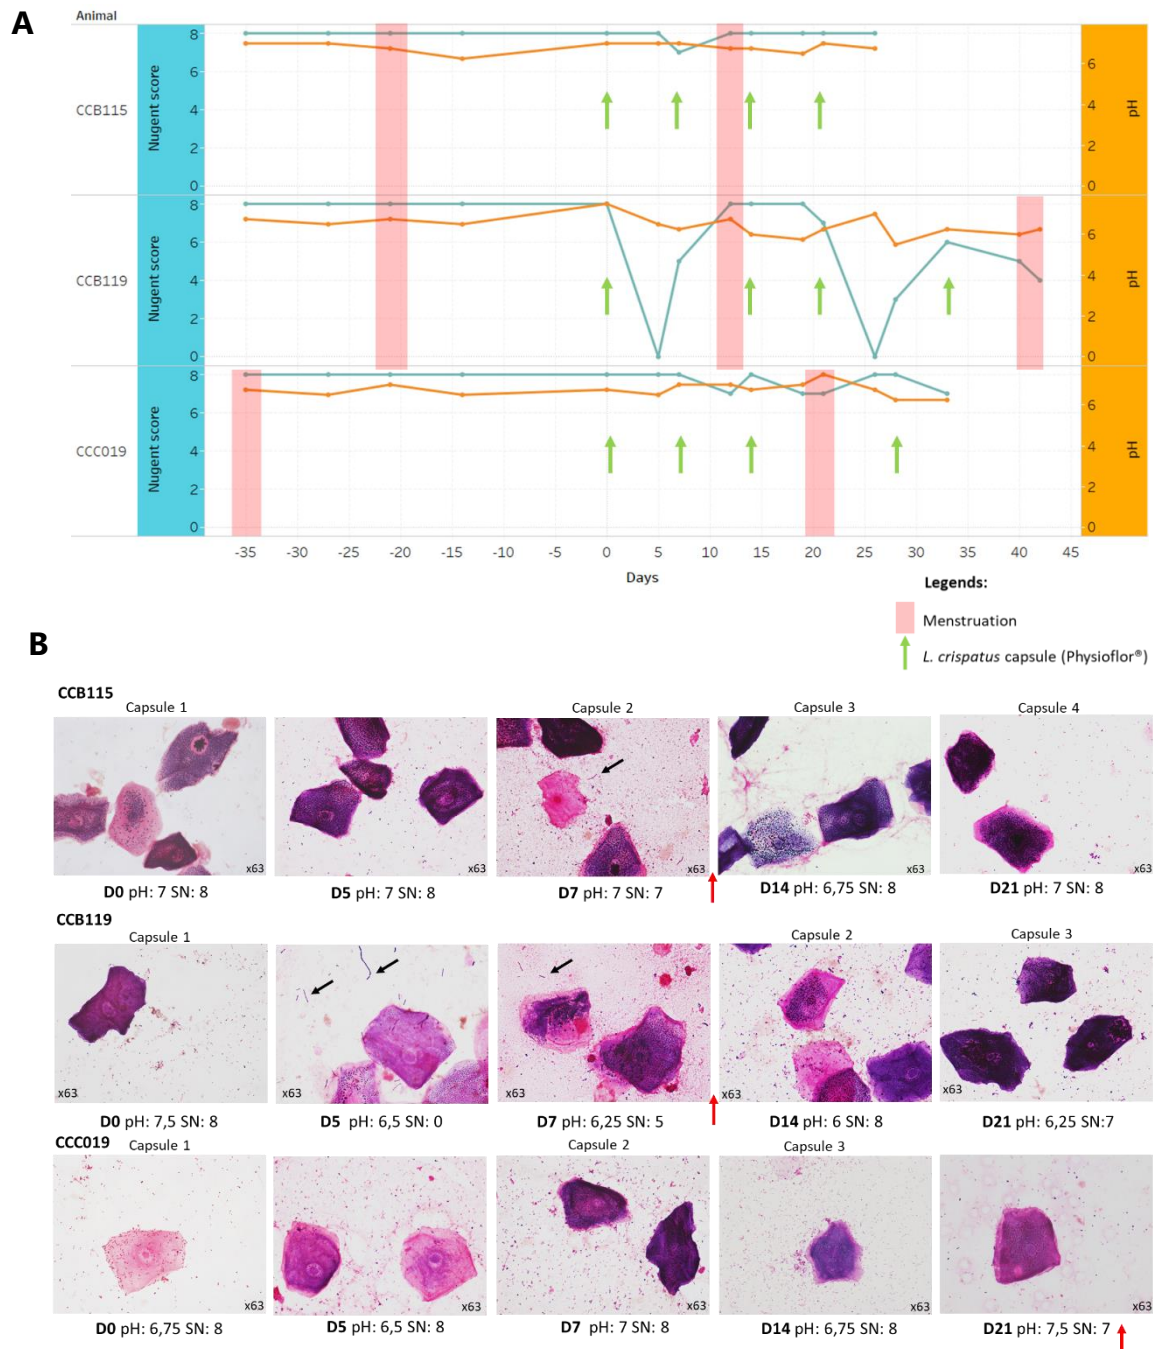 A
Animal
CCB115
Nugent score
8
6
4
2
0
6
4
2
0
pH
CCB119
Nugent score
8
6
4
2
0
6
4
2
0
pH
CCC019
Nugent score
8
6
4
2
0
6
4
2
0
pH
-35 -30 -25 -20 -15 -10 -5 0 5 10 15 20 25 30 35 40 45
Days
Legends:
Menstruation
L. crispatus capsule (Physioflor®)
B
CCB115
Capsule 1 Capsule 2 Capsule 3 Capsule 4
x63 x63 x63 x63 x63
D0 pH: 7 SN: 8 D5 pH: 7 SN: 8 D7 pH: 7 SN: 7 D14 pH: 6,75 SN: 8 D21 pH: 7 SN: 8
CCB119
Capsule 1 Capsule 2 Capsule 3
x63 x63 x63 x63 x63
D0 pH: 7,5 SN: 8 D5 pH: 6,5 SN: 0 D7 pH: 6,25 SN: 5 D14 pH: 6 SN: 8 D21 pH: 6,25 SN:7
CCC019
Capsule 1 Capsule 2 Capsule 3
x63 x63 x63 x63 x63
D0 pH: 6,75 SN: 8 D5 pH: 6,5 SN: 8 D7 pH: 7 SN: 8 D14 pH: 6,75 SN: 8 D21 pH: 7,5 SN: 7